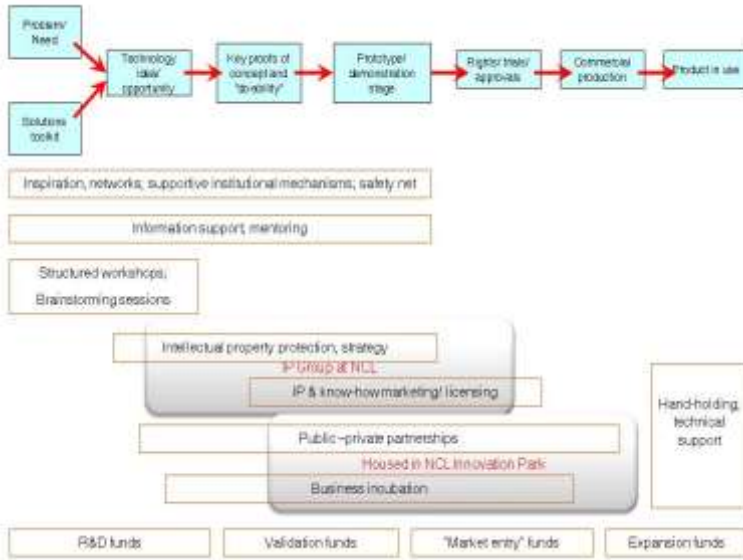 Problem/
Need
Technology
idea/
opportunity
Key proofs of
concept and
"do-ability"
Prototype/
demonstration
stage
Rights/ trials/
approvals
Commercial
production
Product in use
Solutions
toolkit
Inspiration, networks, supportive institutional mechanisms, safety net
Information support, mentoring
Structured workshops,
Brainstorming sessions
Intellectual property protection, strategy
IP Group at NCL
IP & know-how marketing/ licensing
Hand-holding,
technical
support
Public–private partnerships
Housed in NCL Innovation Park
Business incubation
R&D funds
Validation funds
"Market entry" funds
Expansion funds